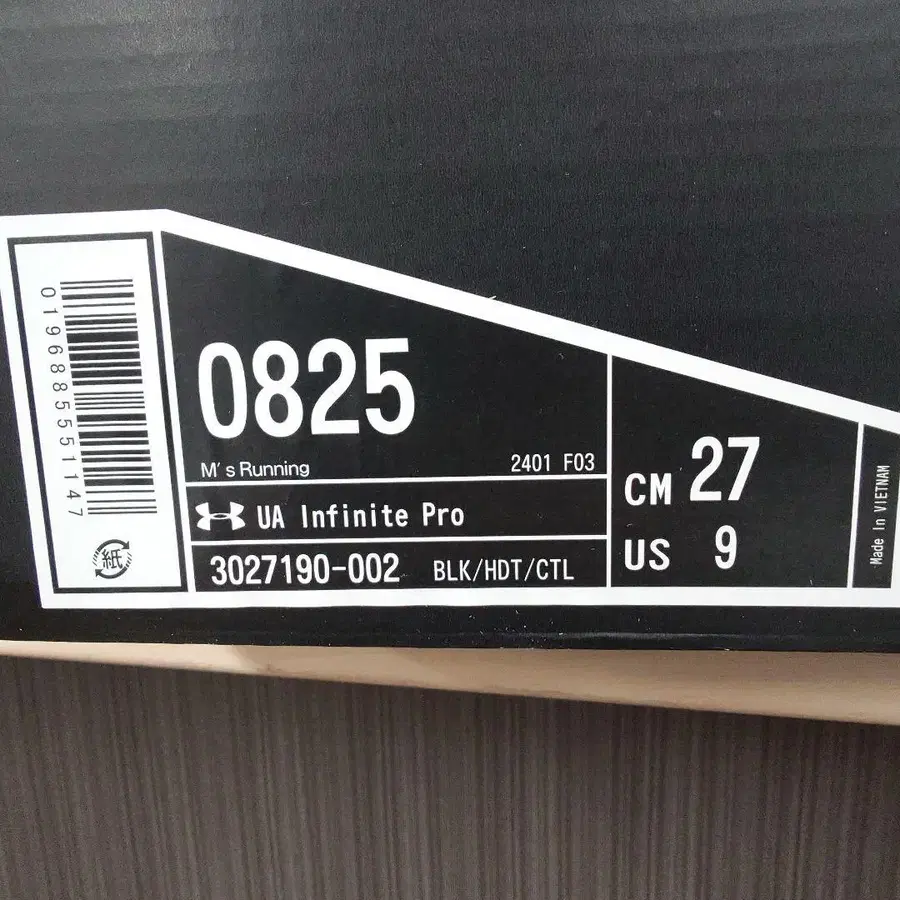 0196885551147
紙
0825
M's Running
2401 F03
UA Infinite Pro
3027190-002 BLK/HDT/CTL
CM 27
US 9
Made In VIETNAM